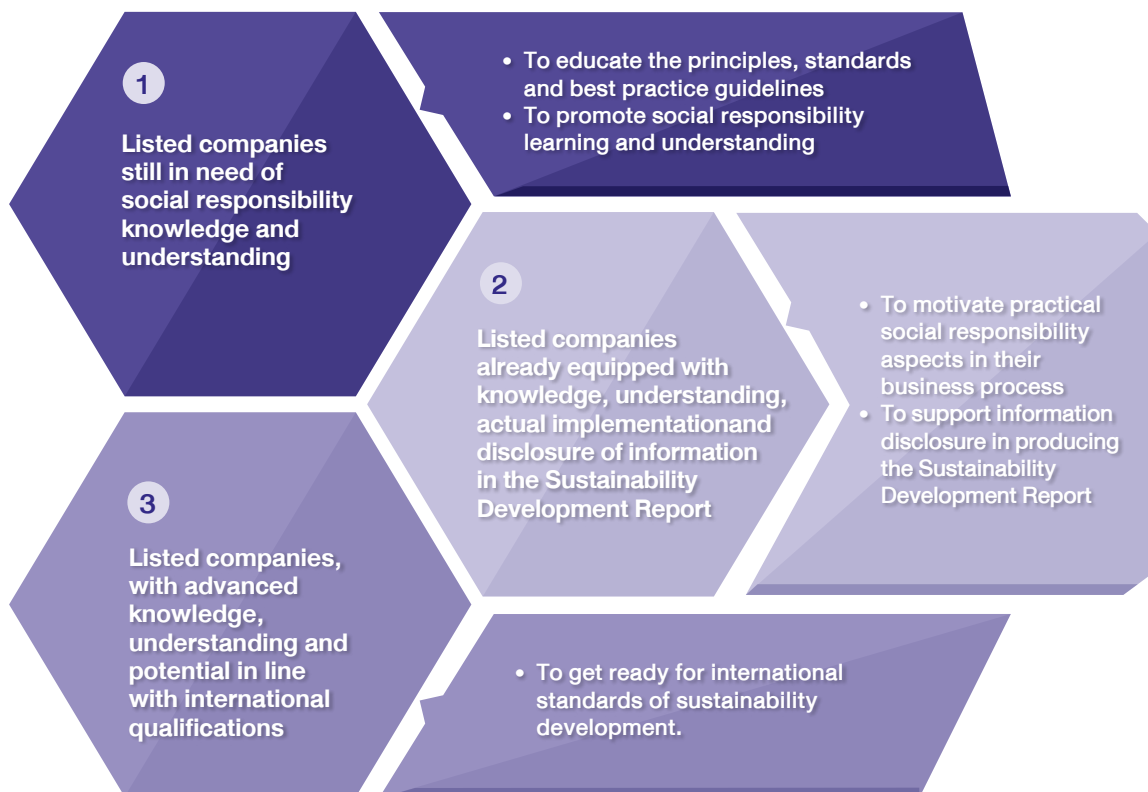 1
Listed companies
still in need of
social responsibility
knowledge and
understanding
• To educate the principles, standards
and best practice guidelines
• To promote social responsibility
learning and understanding
2
Listed companies
already equipped with
knowledge, understanding,
actual implementationand
disclosure of information
in the Sustainability
Development Report
• To motivate practical
social responsibility
aspects in their
business process
• To support information
disclosure in producing
the Sustainability
Development Report
3
Listed companies,
with advanced
knowledge,
understanding and
potential in line
with international
qualifications
• To get ready for international
standards of sustainability
development.